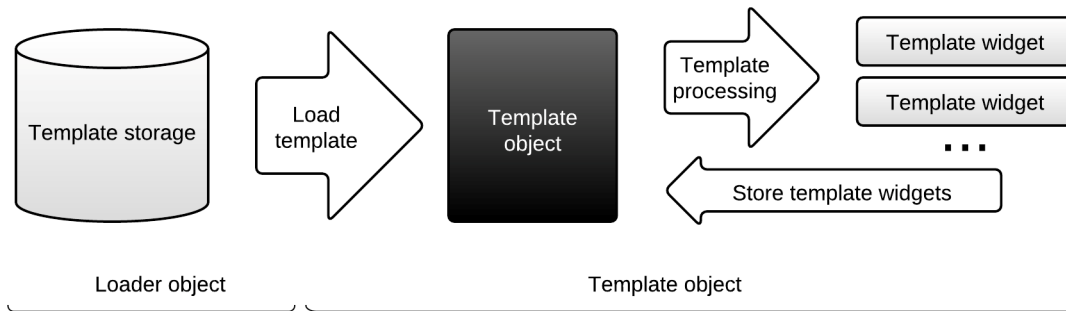 Template storage
Load
template
Template
object
Template
processing
Template widget
Template widget
...
Store template widgets
Loader object
Template object